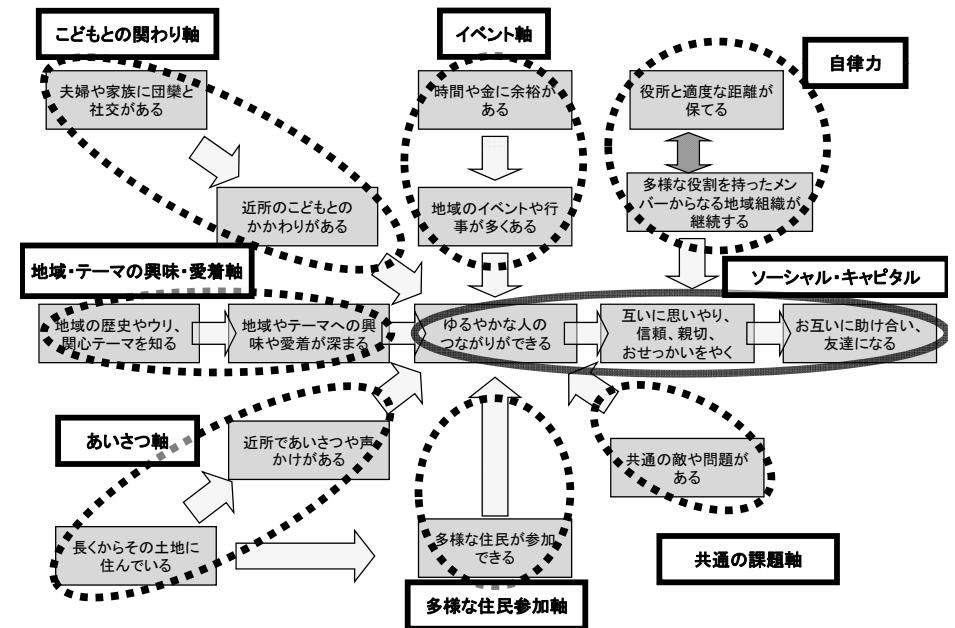 こどもとの関わり軸
イベント軸
自律力
夫婦や家族に団欒と
社交がある
時間や金に余裕が
ある
役所と適度な距離が
保てる
近所のこどもとの
かかわりがある
地域のイベントや行
事が多くある
多様な役割を持ったメン
バーからなる地域組織が
継続する
地域・テーマの興味・愛着軸
ソーシャル・キャピタル
地域の歴史やウリ、
関心テーマを知る
地域やテーマへの興
味や愛着が深まる
ゆるやかな人の
つながりができる
互いに思いやり、
信頼、親切、
おせっかいをやく
お互いに助け合い、
友達になる
あいさつ軸
近所であいさつや声
かけがある
共通の敵や問題が
ある
長くからその土地に
住んでいる
多様な住民が参加
できる
共通の課題軸
多様な住民参加軸